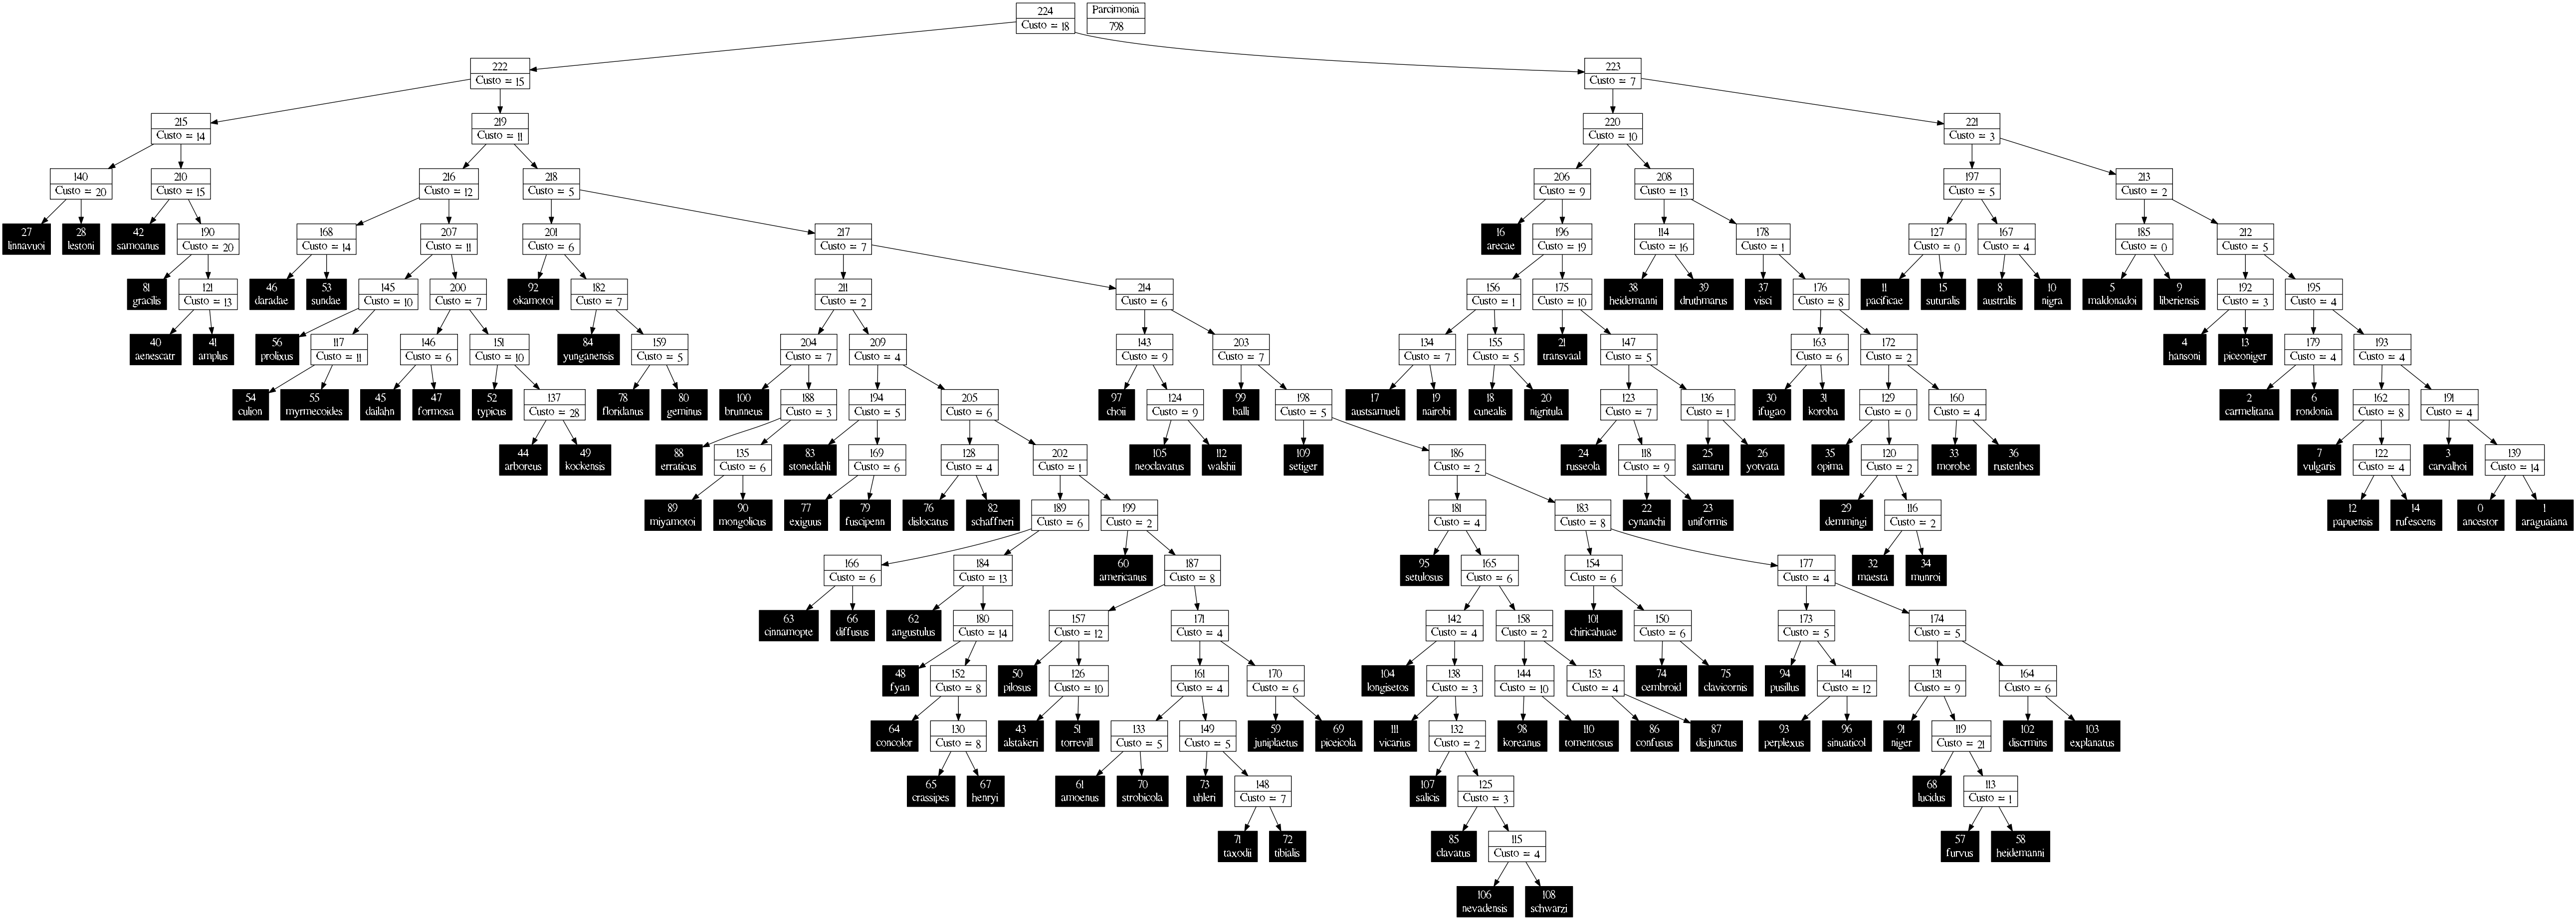 224
Custo = 18
Parcimonia
798
222
Custo = 15
223
Custo = 7
215
Custo = 14
219
Custo = 11
220
Custo = 10
221
Custo = 3
140
Custo = 20
210
Custo = 15
216
Custo = 12
218
Custo = 5
206
Custo = 9
208
Custo = 13
197
Custo = 5
213
Custo = 2
27
linnavuoi
28
lestoni
42
samoanus
190
Custo = 20
168
Custo = 14
207
Custo = 11
201
Custo = 6
217
Custo = 7
16
arecae
196
Custo = 19
114
Custo = 16
178
Custo = 1
127
Custo = 0
167
Custo = 4
185
Custo = 0
212
Custo = 5
81
gracilis
121
Custo = 13
46
daradae
53
sundae
145
Custo = 10
200
Custo = 7
92
okamotoi
182
Custo = 7
211
Custo = 2
214
Custo = 6
156
Custo = 1
175
Custo = 10
38
heidemanni
39
druthmarus
37
visci
176
Custo = 8
11
pacificae
15
suturalis
8
australis
10
nigra
5
maldonadoi
9
liberiensis
192
Custo = 3
195
Custo = 4
40
aenescatr
41
amplus
56
prolixus
117
Custo = 11
146
Custo = 6
151
Custo = 10
84
yunganensis
159
Custo = 5
204
Custo = 7
209
Custo = 4
143
Custo = 9
203
Custo = 7
134
Custo = 7
155
Custo = 5
21
transvaal
147
Custo = 5
163
Custo = 6
172
Custo = 2
4
hansoni
13
piceoniger
179
Custo = 4
193
Custo = 4
54
culion
55
myrmecoides
45
dailahn
47
formosa
52
typicus
137
Custo = 28
78
floridanus
80
geminus
100
brunneus
188
Custo = 3
194
Custo = 5
205
Custo = 6
97
choii
124
Custo = 9
99
balli
198
Custo = 5
17
austsamueli
19
nairobi
18
cunealis
20
nigritula
123
Custo = 7
136
Custo = 1
30
ifugao
31
koroba
129
Custo = 0
160
Custo = 4
2
carmelitana
6
rondonia
162
Custo = 8
191
Custo = 4
44
arboreus
49
kockensis
88
erraticus
135
Custo = 6
83
stonedahli
169
Custo = 6
128
Custo = 4
202
Custo = 1
105
neoclavatus
112
walshii
109
setiger
186
Custo = 2
24
russeola
118
Custo = 9
25
samaru
26
yotvata
35
opima
120
Custo = 2
33
morobe
36
rustenbes
7
vulgaris
122
Custo = 4
3
carvalhoi
139
Custo = 14
89
miyamotoi
90
mongolicus
77
exiguus
79
fuscipenn
76
dislocatus
82
schaffneri
189
Custo = 6
199
Custo = 2
181
Custo = 4
183
Custo = 8
22
cynanchi
23
uniformis
29
demmingi
116
Custo = 2
12
papuensis
14
rufescens
0
ancestor
1
araguaiana
166
Custo = 6
184
Custo = 13
60
americanus
187
Custo = 8
95
setulosus
165
Custo = 6
154
Custo = 6
177
Custo = 4
32
maesta
34
munroi
63
cinnamopte
66
diffusus
62
angustulus
180
Custo = 14
157
Custo = 12
171
Custo = 4
142
Custo = 4
158
Custo = 2
101
chiricahuae
150
Custo = 6
173
Custo = 5
174
Custo = 5
48
fyan
152
Custo = 8
50
pilosus
126
Custo = 10
161
Custo = 4
170
Custo = 6
104
longisetos
138
Custo = 3
144
Custo = 10
153
Custo = 4
74
cembroid
75
clavicornis
94
pusillus
141
Custo = 12
131
Custo = 9
164
Custo = 6
64
concolor
130
Custo = 8
43
alstakeri
51
torrevill
133
Custo = 5
149
Custo = 5
59
juniplaetus
69
piceicola
111
vicarius
132
Custo = 2
98
koreanus
110
tomentosus
86
confusus
87
disjunctus
93
perplexus
96
sinuaticol
91
niger
119
Custo = 21
102
discrmins
103
explanatus
65
crassipes
67
henryi
61
amoenus
70
strobicola
73
uhleri
148
Custo = 7
107
salicis
125
Custo = 3
68
lucidus
113
Custo = 1
71
taxodii
72
tibialis
85
clavatus
115
Custo = 4
57
furvus
58
heidemanni
106
nevadensis
108
schwarzi